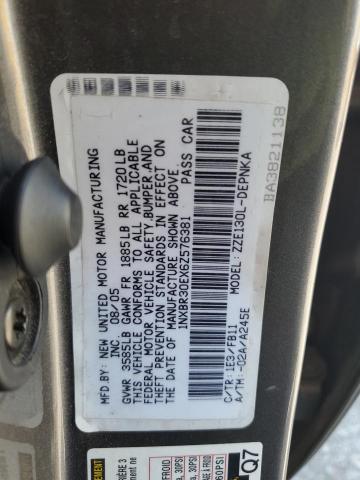 MFD.BY: NEW UNITED MOTOR MANUFACTURING
INC. 08/05
GVWR 3585LB GAWR FR 1885LB RR 1720LB
THIS VEHICLE CONFORMS TO ALL APPLICABLE
FEDERAL MOTOR VEHICLE SAFETY,BUMPER,AND
THEFT PREVENTION STANDARDS IN EFFECT
ON THE DATE OF MANUFACTURE SHOWN ABOVE.
1NXBR30EX6Z576381 PASS CAR
C/TR: 1E3/FB11 MODEL: ZZE130L-DEPNKA
A/TM: -02A/A245E
BA3821138
Q7
60PSI